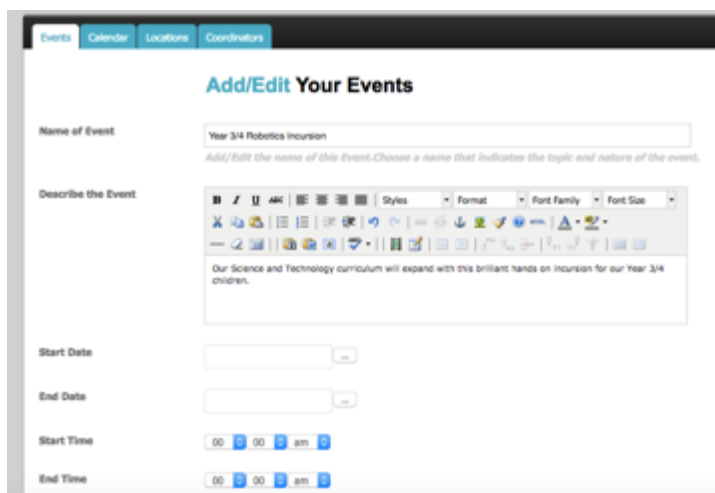 Events Calendar Locations Coordinators
Add/Edit Your Events
Name of Event
Year 3/4 Robotics Incursion
Add/Edit the name of this Event.Choose a name that indicates the topic and nature of the event.
Describe the Event
B I U ABC Styles Format Font Family Font Size
HTML A
Our Science and Technology curriculum will expand with this brilliant hands on incursion for our Year 3/4
children.
Start Date
...
End Date
...
Start Time
00 00 am
End Time
00 00 am